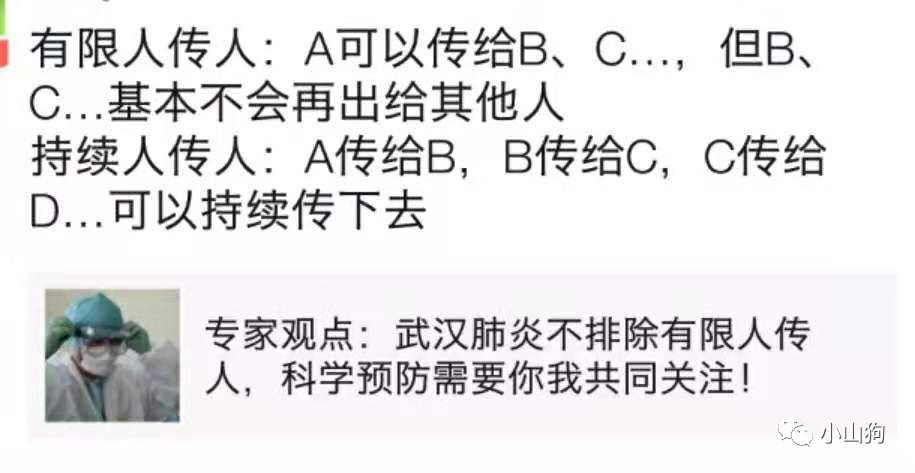 有限人传人：A可以传给B、C...，但B、
C...基本不会再出给其他人
持续人传人：A传给B，B传给C，C传给
D...可以持续传下去
专家观点：武汉肺炎不排除有限人传
人，科学预防需要你我共同关注！
小山狗